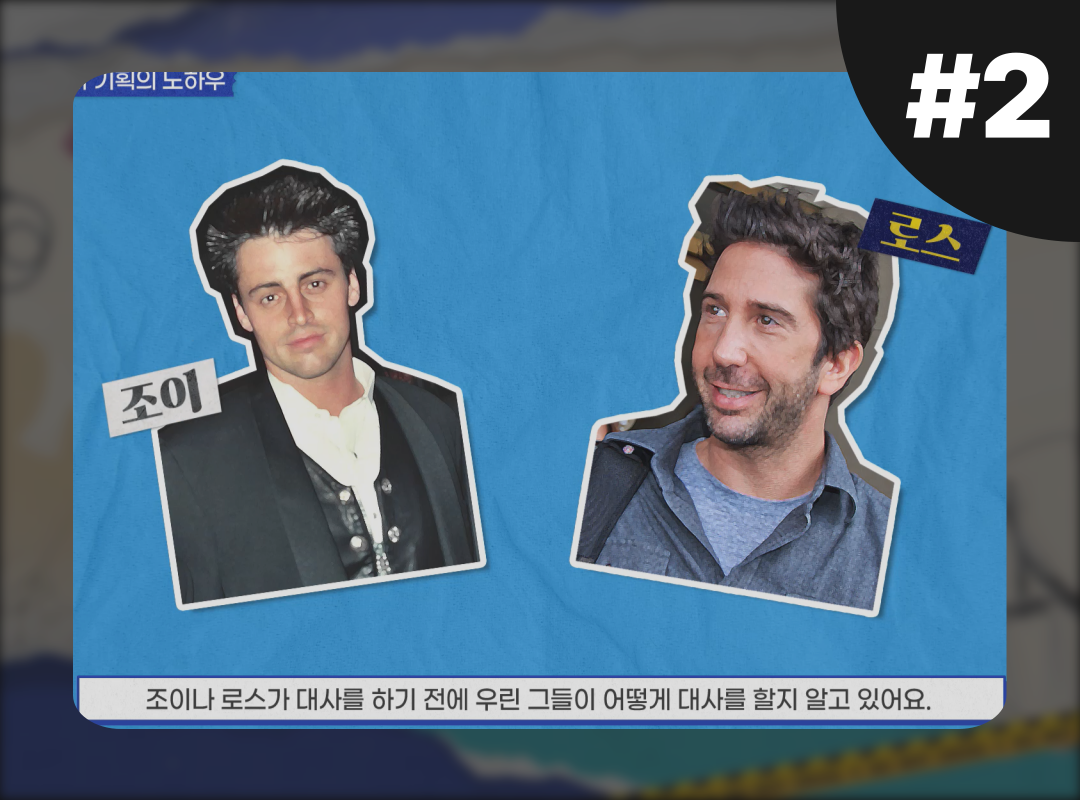 기획의 노하우
#2
로스
조이
조이나 로스가 대사를 하기 전에 우린 그들이 어떻게 대사를 할지 알고 있어요.